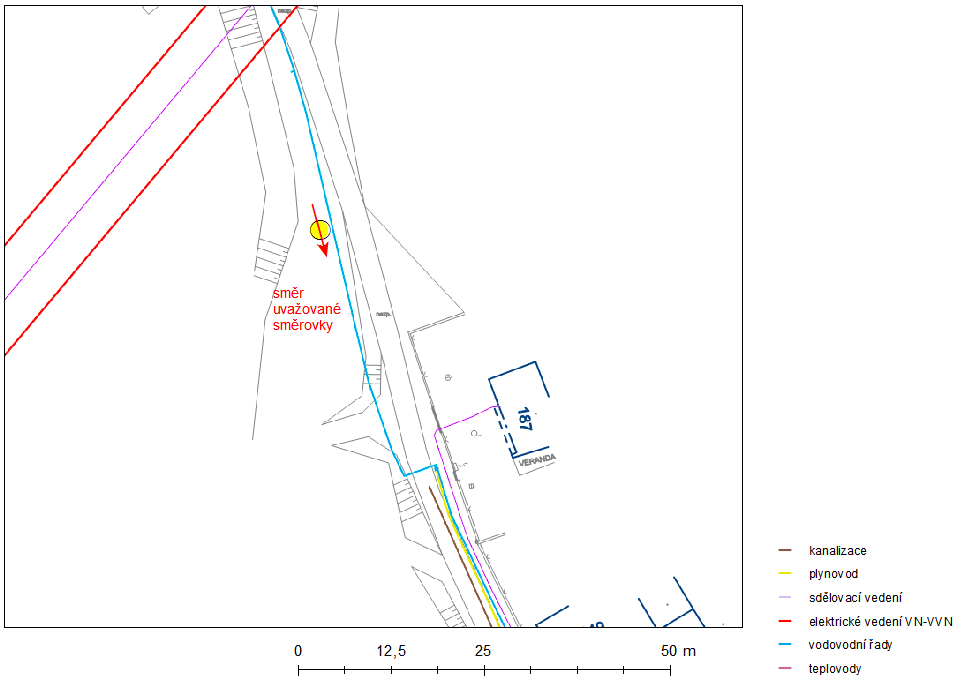 směr
uvažované
směrovky
187
VERANDA
kanalizace
plynovod
sdělovací vedení
elektrické vedení VN-VVN
vodovodní řady
teplovody
0 12,5 25 50 m